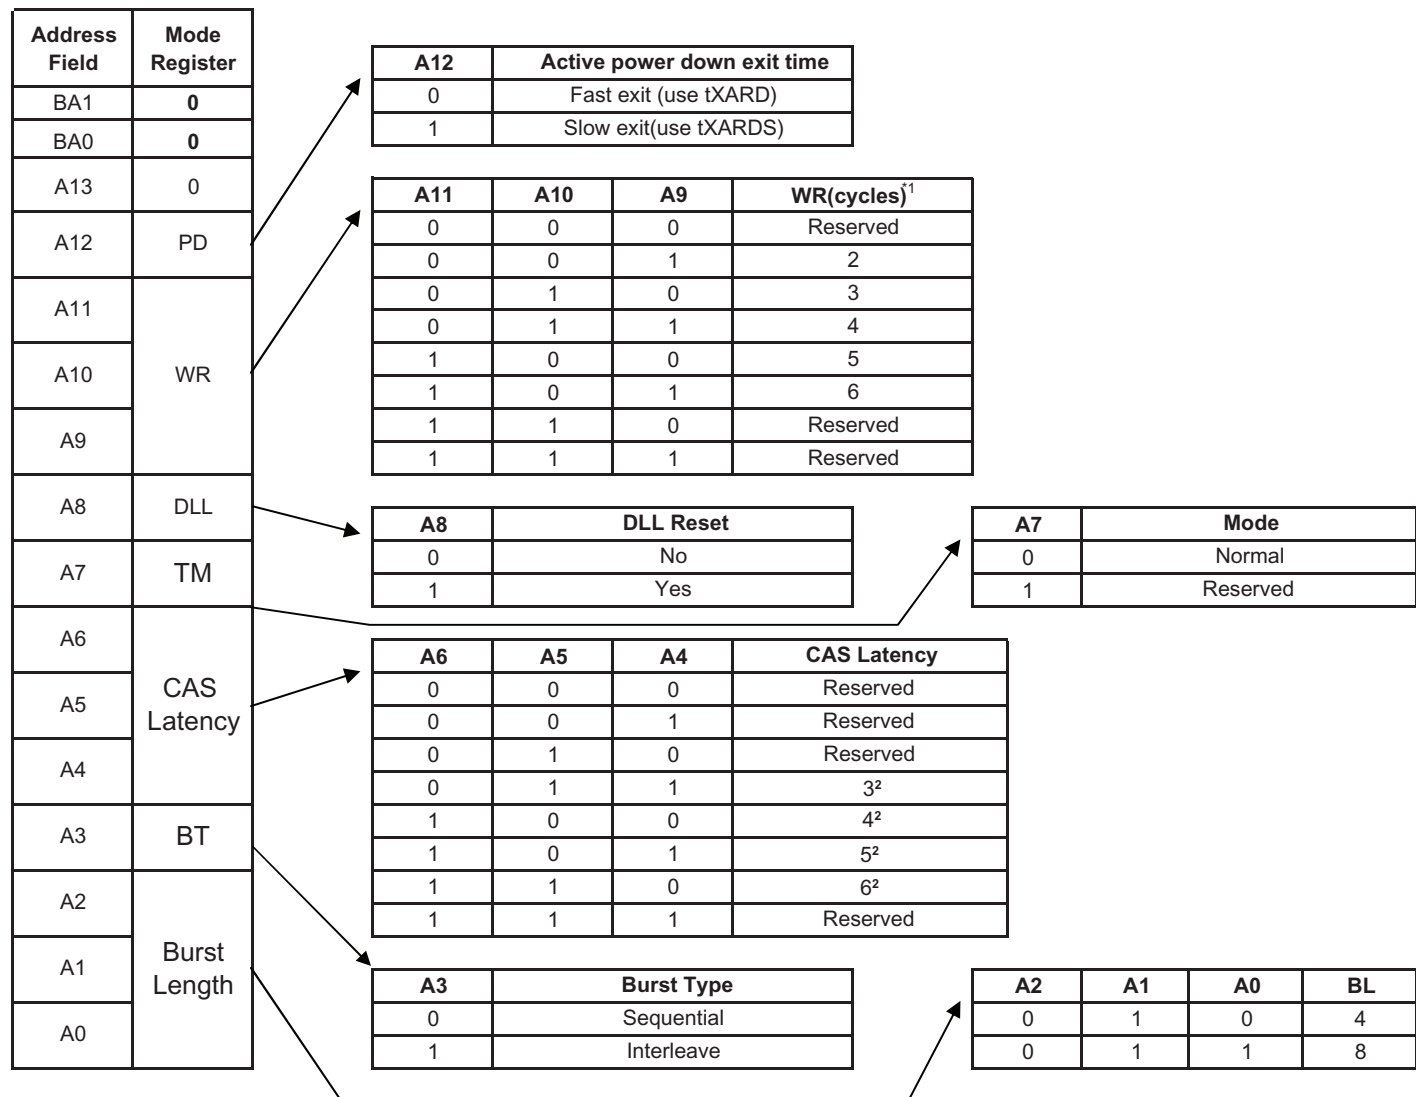 Address Field | Mode Register
BA1 | 0
BA0 | 0
A13 | 0
A12 | PD
A11
A10 | WR
A9
A8 | DLL
A7 | TM
A6
A5 | CAS Latency
A4
A3 | BT
A2
A1 | Burst Length
A0
A12 | Active power down exit time
0 | Fast exit (use tXARD)
1 | Slow exit(use tXARDS)
A11 | A10 | A9 | WR(cycles)*1
0 | 0 | 0 | Reserved
0 | 0 | 1 | 2
0 | 1 | 0 | 3
0 | 1 | 1 | 4
1 | 0 | 0 | 5
1 | 0 | 1 | 6
1 | 1 | 0 | Reserved
1 | 1 | 1 | Reserved
A8 | DLL Reset
0 | No
1 | Yes
A7 | Mode
0 | Normal
1 | Reserved
A6 | A5 | A4 | CAS Latency
0 | 0 | 0 | Reserved
0 | 0 | 1 | Reserved
0 | 1 | 0 | Reserved
0 | 1 | 1 | 3²
1 | 0 | 0 | 4²
1 | 0 | 1 | 5²
1 | 1 | 0 | 6²
1 | 1 | 1 | Reserved
A3 | Burst Type
0 | Sequential
1 | Interleave
A2 | A1 | A0 | BL
0 | 1 | 0 | 4
0 | 1 | 1 | 8